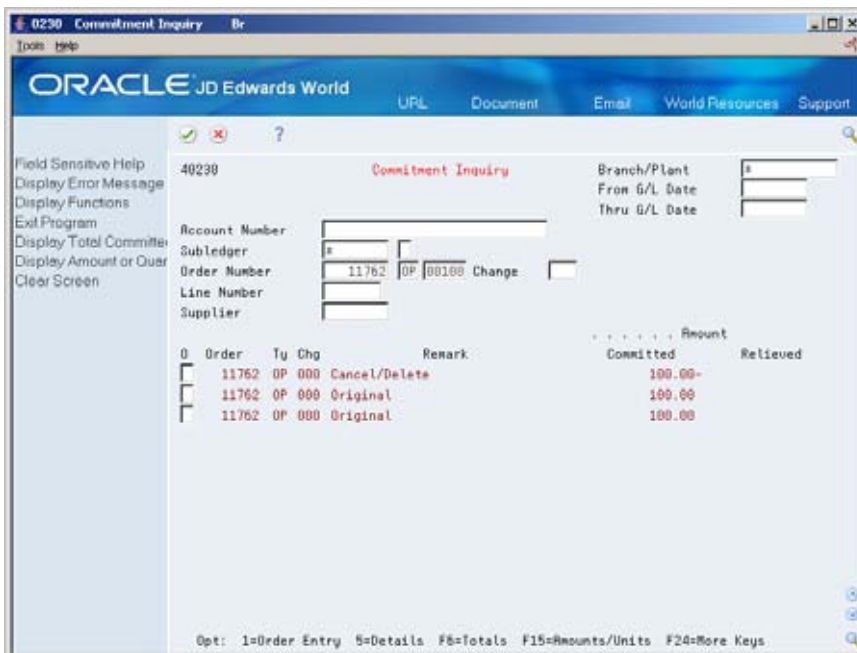 0230 Commitment Inquiry Br
Tools Help
ORACLE JD Edwards World
URL Document Email World Resources Support
?
Field Sensitive Help
Display Error Message
Display Functions
Exit Program
Display Total Committe
Display Amount or Quar
Clear Screen
40230 Commitment Inquiry Branch/Plant *
From G/L Date
Thru G/L Date
Account Number
Subledger *
Order Number 11762 OP 00100 Change
Line Number
Supplier
. . . . . . Amount
O Order Ty Chg Remark Committed Relieved
11762 OP 000 Cancel/Delete 100.00-
11762 OP 000 Original 100.00
11762 OP 000 Original 100.00
Opt: 1=Order Entry 5=Details F6=Totals F15=Amounts/Units F24=More Keys